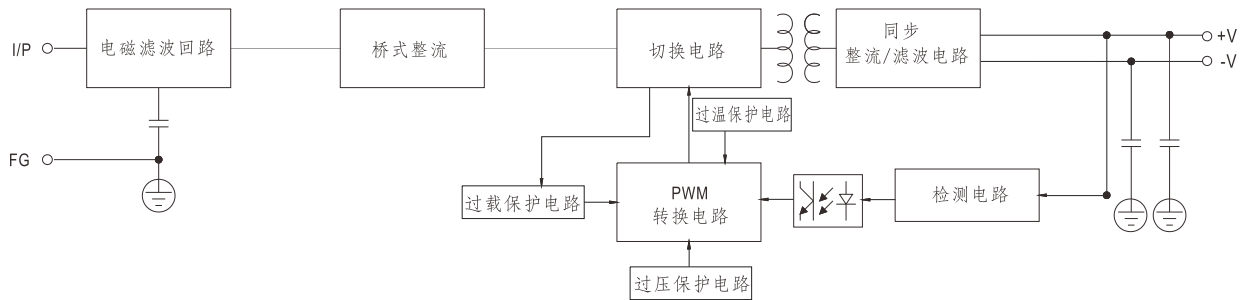 I/P
电磁滤波回路
桥式整流
切换电路
同步
整流/滤波电路
+V
-V
过温保护电路
FG
过载保护电路
PWM
转换电路
检测电路
过压保护电路